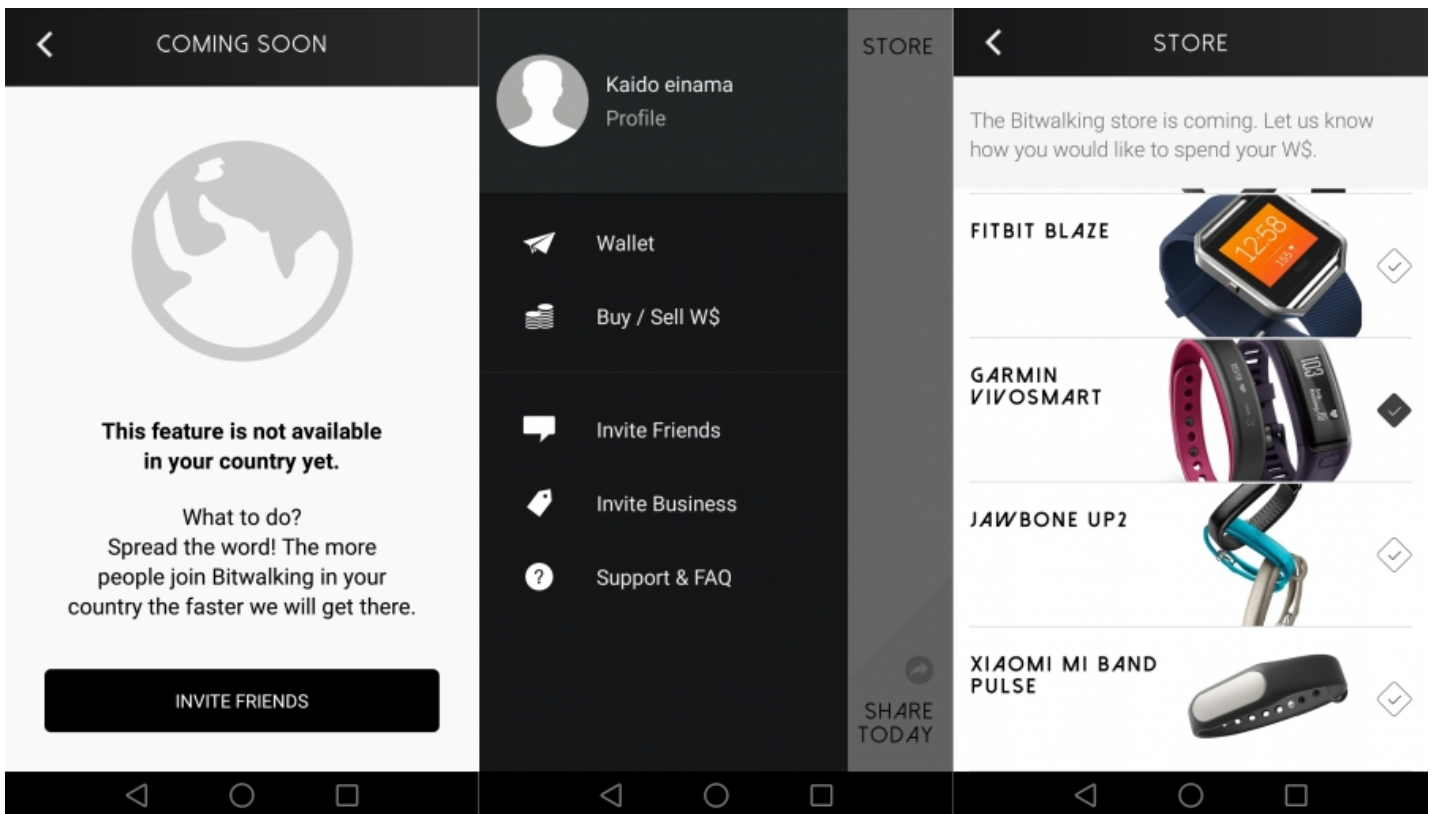 COMING SOON
This feature is not available
in your country yet.
What to do?
Spread the word! The more
people join Bitwalking in your
country the faster we will get there.
INVITE FRIENDS
Kaido einama
Profile
Wallet
Buy / Sell W$
Invite Friends
Invite Business
?
Support & FAQ
STORE
SHARE
TODAY
STORE
The Bitwalking store is coming. Let us know
how you would like to spend your W$.
FITBIT BLAZE
12:58
155
GARMIN
VIVOSMART
103
JAWBONE UP2
XIAOMI MI BAND
PULSE